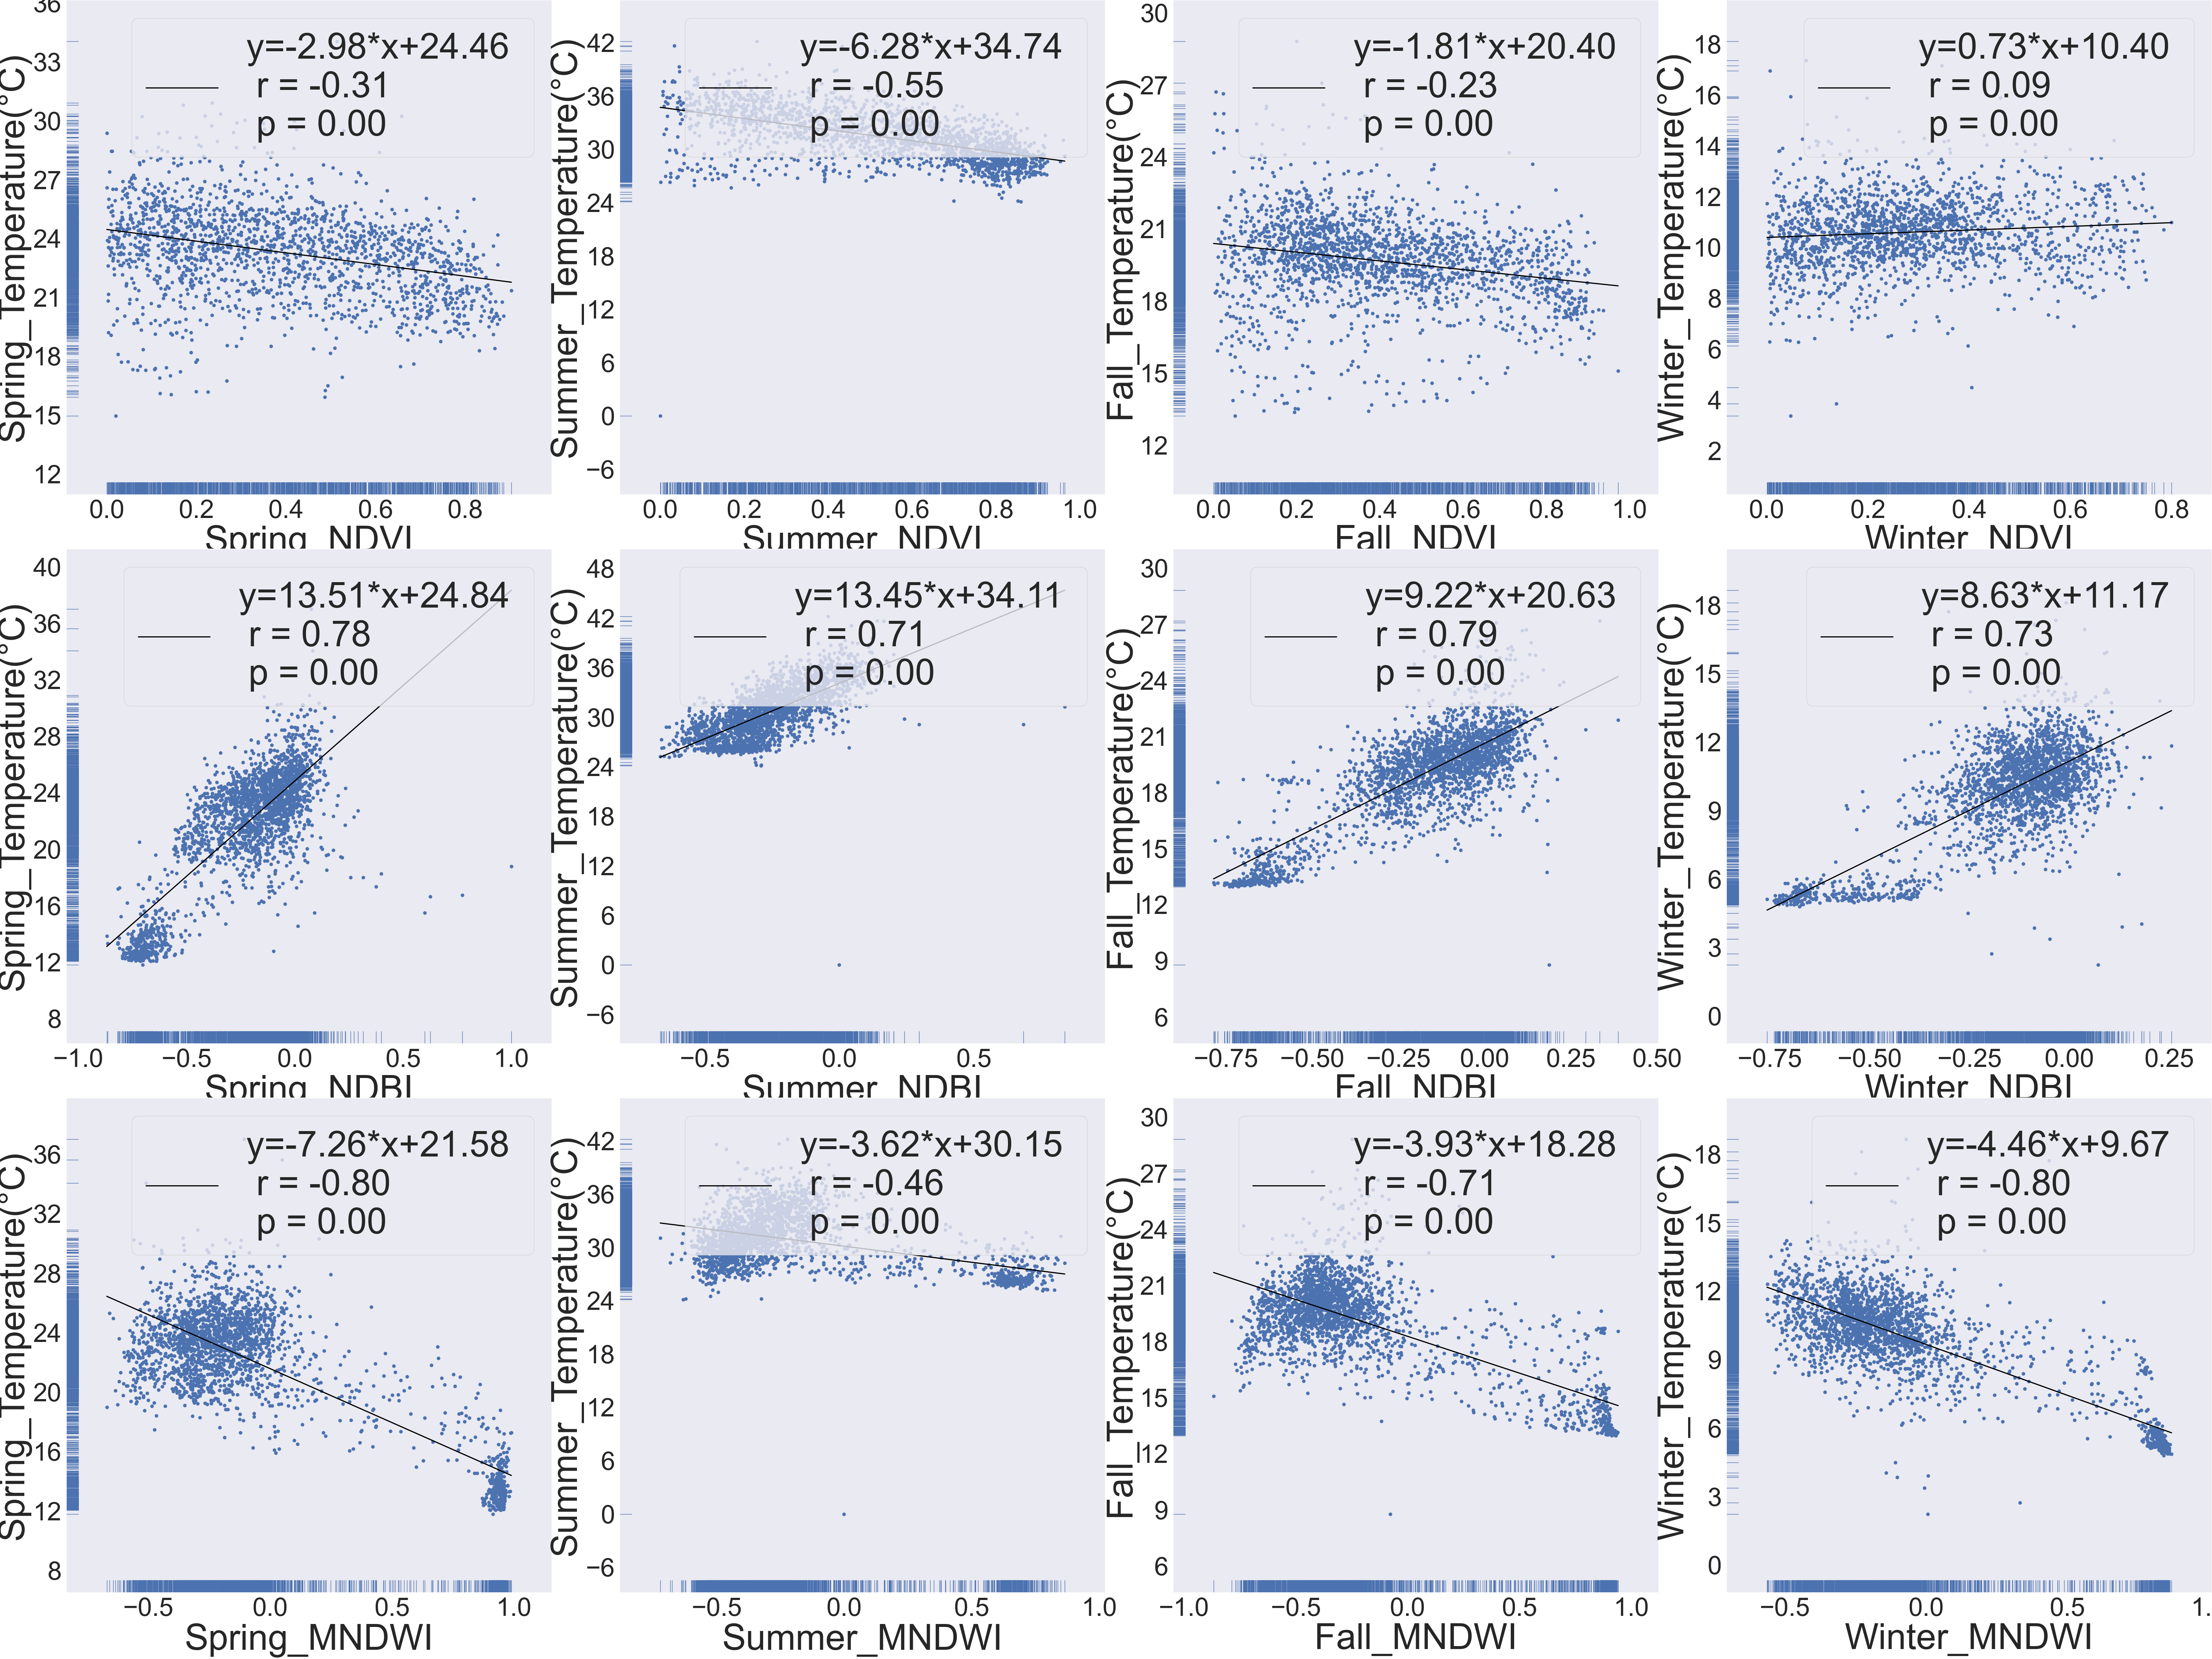 Spring_Temperature(°C)
36
33
30
27
24
21
18
15
12
y=-2.98*x+24.46
r = -0.31
p = 0.00
0.0 0.2 0.4 0.6 0.8
Spring_NDVI
Summer_Temperature(°C)
42
36
30
24
18
12
6
0
−6
y=-6.28*x+34.74
r = -0.55
p = 0.00
0.0 0.2 0.4 0.6 0.8 1.0
Summer_NDVI
Fall_Temperature(°C)
30
27
24
21
18
15
12
y=-1.81*x+20.40
r = -0.23
p = 0.00
0.0 0.2 0.4 0.6 0.8 1.0
Fall_NDVI
Winter_Temperature(°C)
18
16
14
12
10
8
6
4
2
y=0.73*x+10.40
r = 0.09
p = 0.00
0.0 0.2 0.4 0.6 0.8
Winter_NDVI
Spring_Temperature(°C)
40
36
32
28
24
20
16
12
8
y=13.51*x+24.84
r = 0.78
p = 0.00
−1.0 −0.5 0.0 0.5 1.0
Spring_NDBI
Summer_Temperature(°C)
48
42
36
30
24
18
12
6
0
−6
y=13.45*x+34.11
r = 0.71
p = 0.00
−0.5 0.0 0.5
Summer_NDBI
Fall_Temperature(°C)
30
27
24
21
18
15
12
9
6
y=9.22*x+20.63
r = 0.79
p = 0.00
−0.75 −0.50 −0.25 0.00 0.25 0.50
Fall_NDBI
Winter_Temperature(°C)
18
15
12
9
6
3
0
y=8.63*x+11.17
r = 0.73
p = 0.00
−0.75 −0.50 −0.25 0.00 0.25
Winter_NDBI
Spring_Temperature(°C)
36
32
28
24
20
16
12
8
y=-7.26*x+21.58
r = -0.80
p = 0.00
−0.5 0.0 0.5 1.0
Spring_MNDWI
Summer_Temperature(°C)
42
36
30
24
18
12
6
0
−6
y=-3.62*x+30.15
r = -0.46
p = 0.00
−0.5 0.0 0.5 1.0
Summer_MNDWI
Fall_Temperature(°C)
30
27
24
21
18
15
12
9
6
y=-3.93*x+18.28
r = -0.71
p = 0.00
−1.0 −0.5 0.0 0.5 1.0
Fall_MNDWI
Winter_Temperature(°C)
18
15
12
9
6
3
0
y=-4.46*x+9.67
r = -0.80
p = 0.00
−0.5 0.0 0.5 1.
Winter_MNDWI